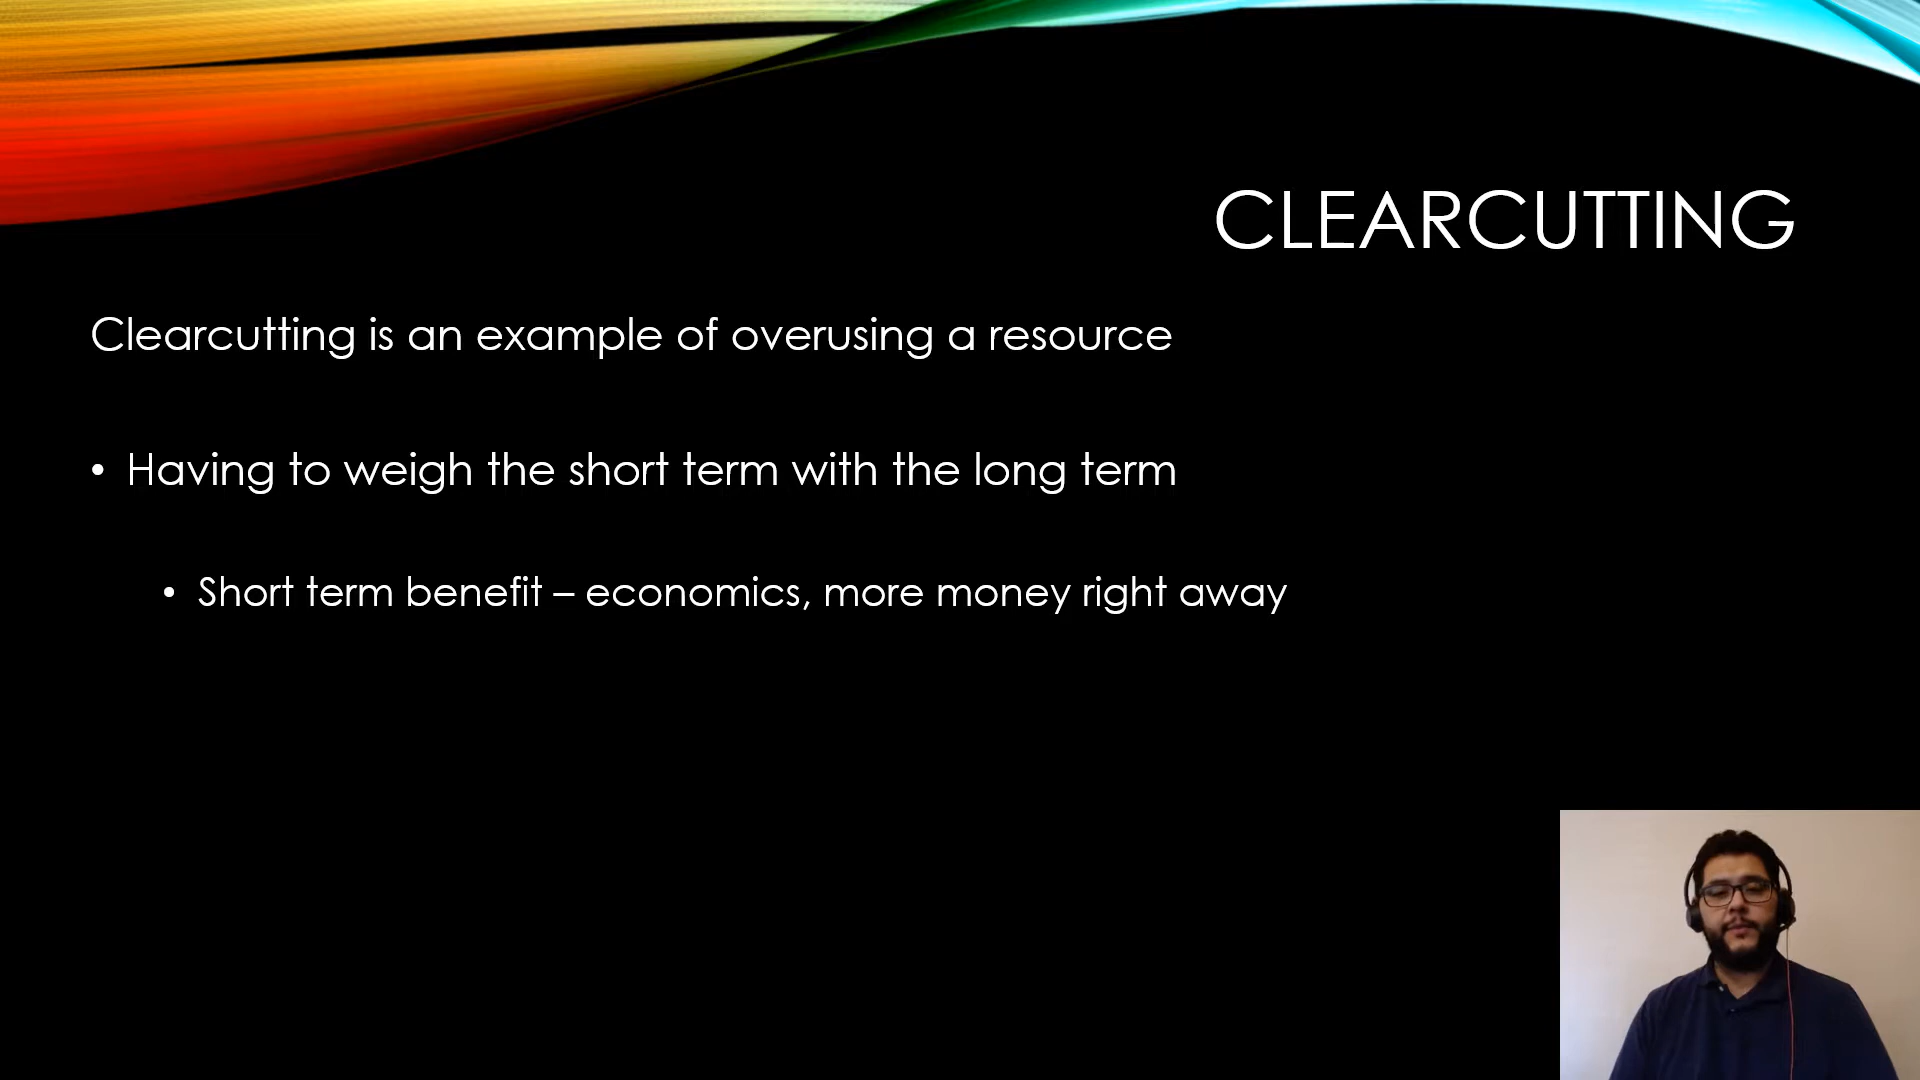 CLEARCUTTING
Clearcutting is an example of overusing a resource
• Having to weigh the short term with the long term
• Short term benefit – economics, more money right away